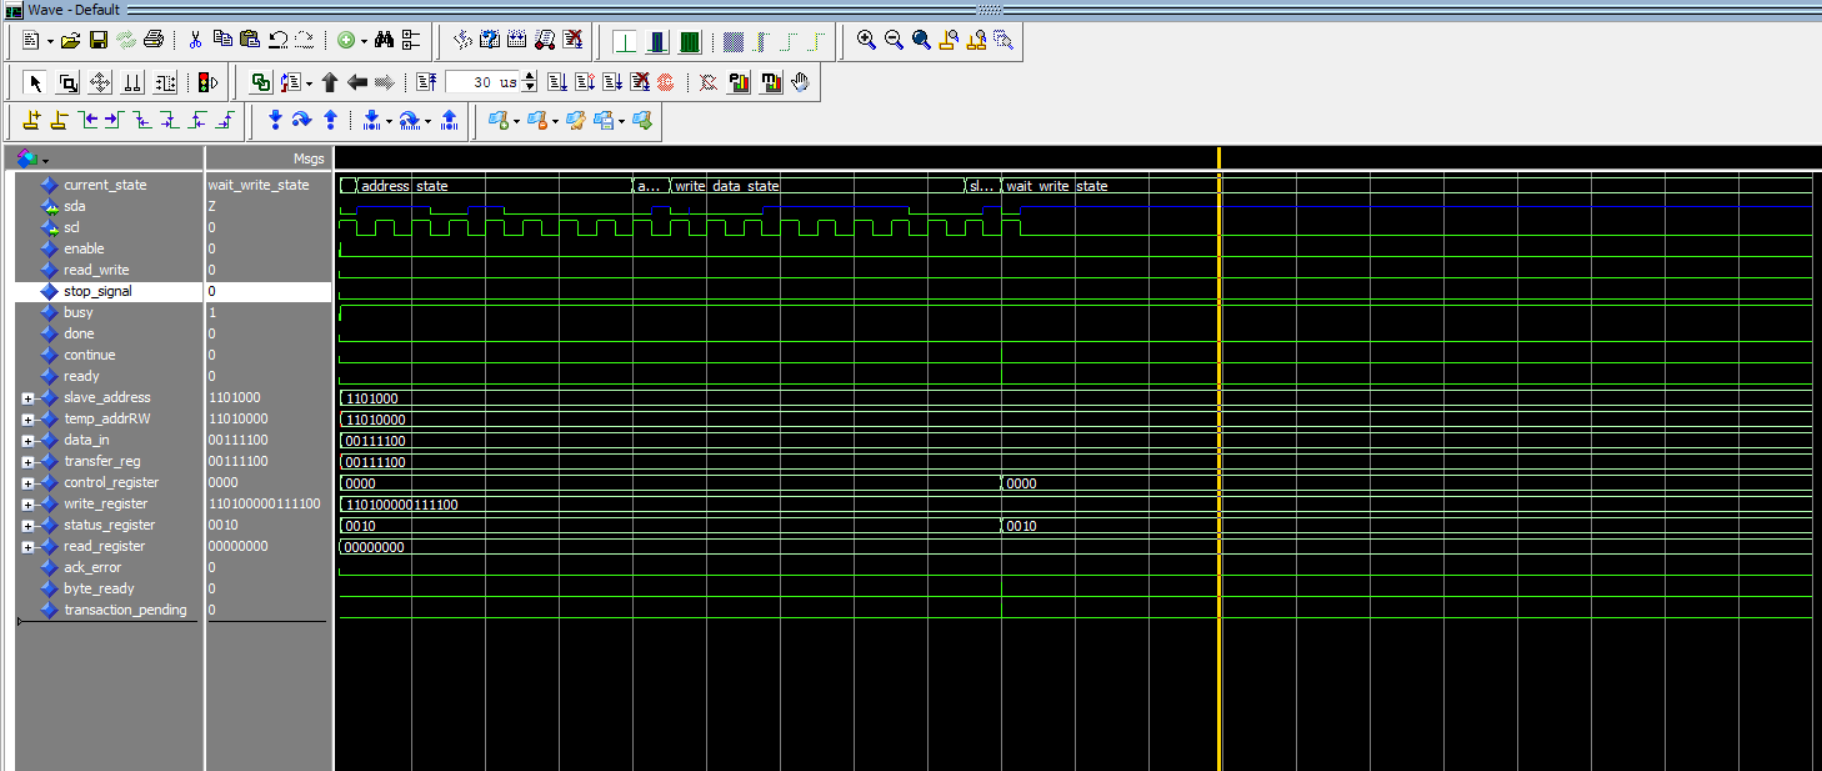 Wave - Default
30 us
Msgs
current_state wait_write_state address_state a... write_data_state sl... wait_write_state
sda Z
scl 0
enable 0
read_write 0
stop_signal 0
busy 1
done 0
continue 0
ready 0
slave_address 1101000 1101000
temp_addrRW 11010000 11010000
data_in 00111100 00111100
transfer_reg 00111100 00111100
control_register 0000 0000 0000
write_register 110100000111100 110100000111100
status_register 0010 0010 0010
read_register 00000000 00000000
ack_error 0
byte_ready 0
transaction_pending 0